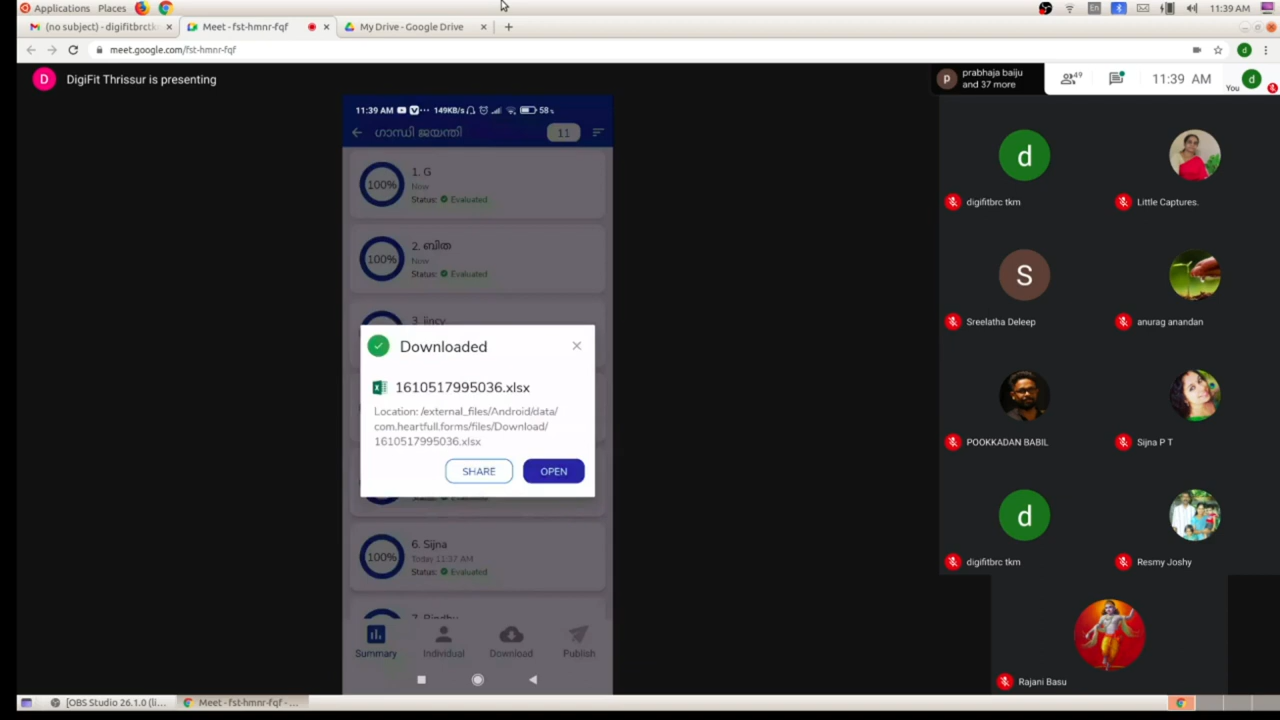 Applications Places
En
11:39 AM
(no subject) - digifitbrctk
Meet - fst-hmnr-fqf
My Drive - Google Drive
meet.google.com/fst-hmnr-fqf
d
D
DigiFit Thrissur is presenting
p
prabhaja baiju
and 37 more
49
11:39 AM
You
d
11:39 AM
149KB/s
58
ഗാന്ധി ജയന്തി
11
100%
1. G
Now
Status: Evaluated
100%
2. ബിത
Now
Status: Evaluated
3. jincy
Downloaded
1610517995036.xlsx
Location: /external_files/Android/data/
com.heartfull.forms/files/Download/
1610517995036.xlsx
SHARE
OPEN
100%
6. Sijna
Today 11:37 AM
Status: Evaluated
7. Bindhu
Summary
Individual
Download
Publish
d
digifitbrc tkm
Little Captures.
S
Sreelatha Deleep
anurag anandan
POOKKADAN BABIL
Sijna P T
d
digifitbrc tkm
Resmy Joshy
Rajani Basu
[OBS Studio 26.1.0 (li...
Meet - fst-hmnr-fqf - ...